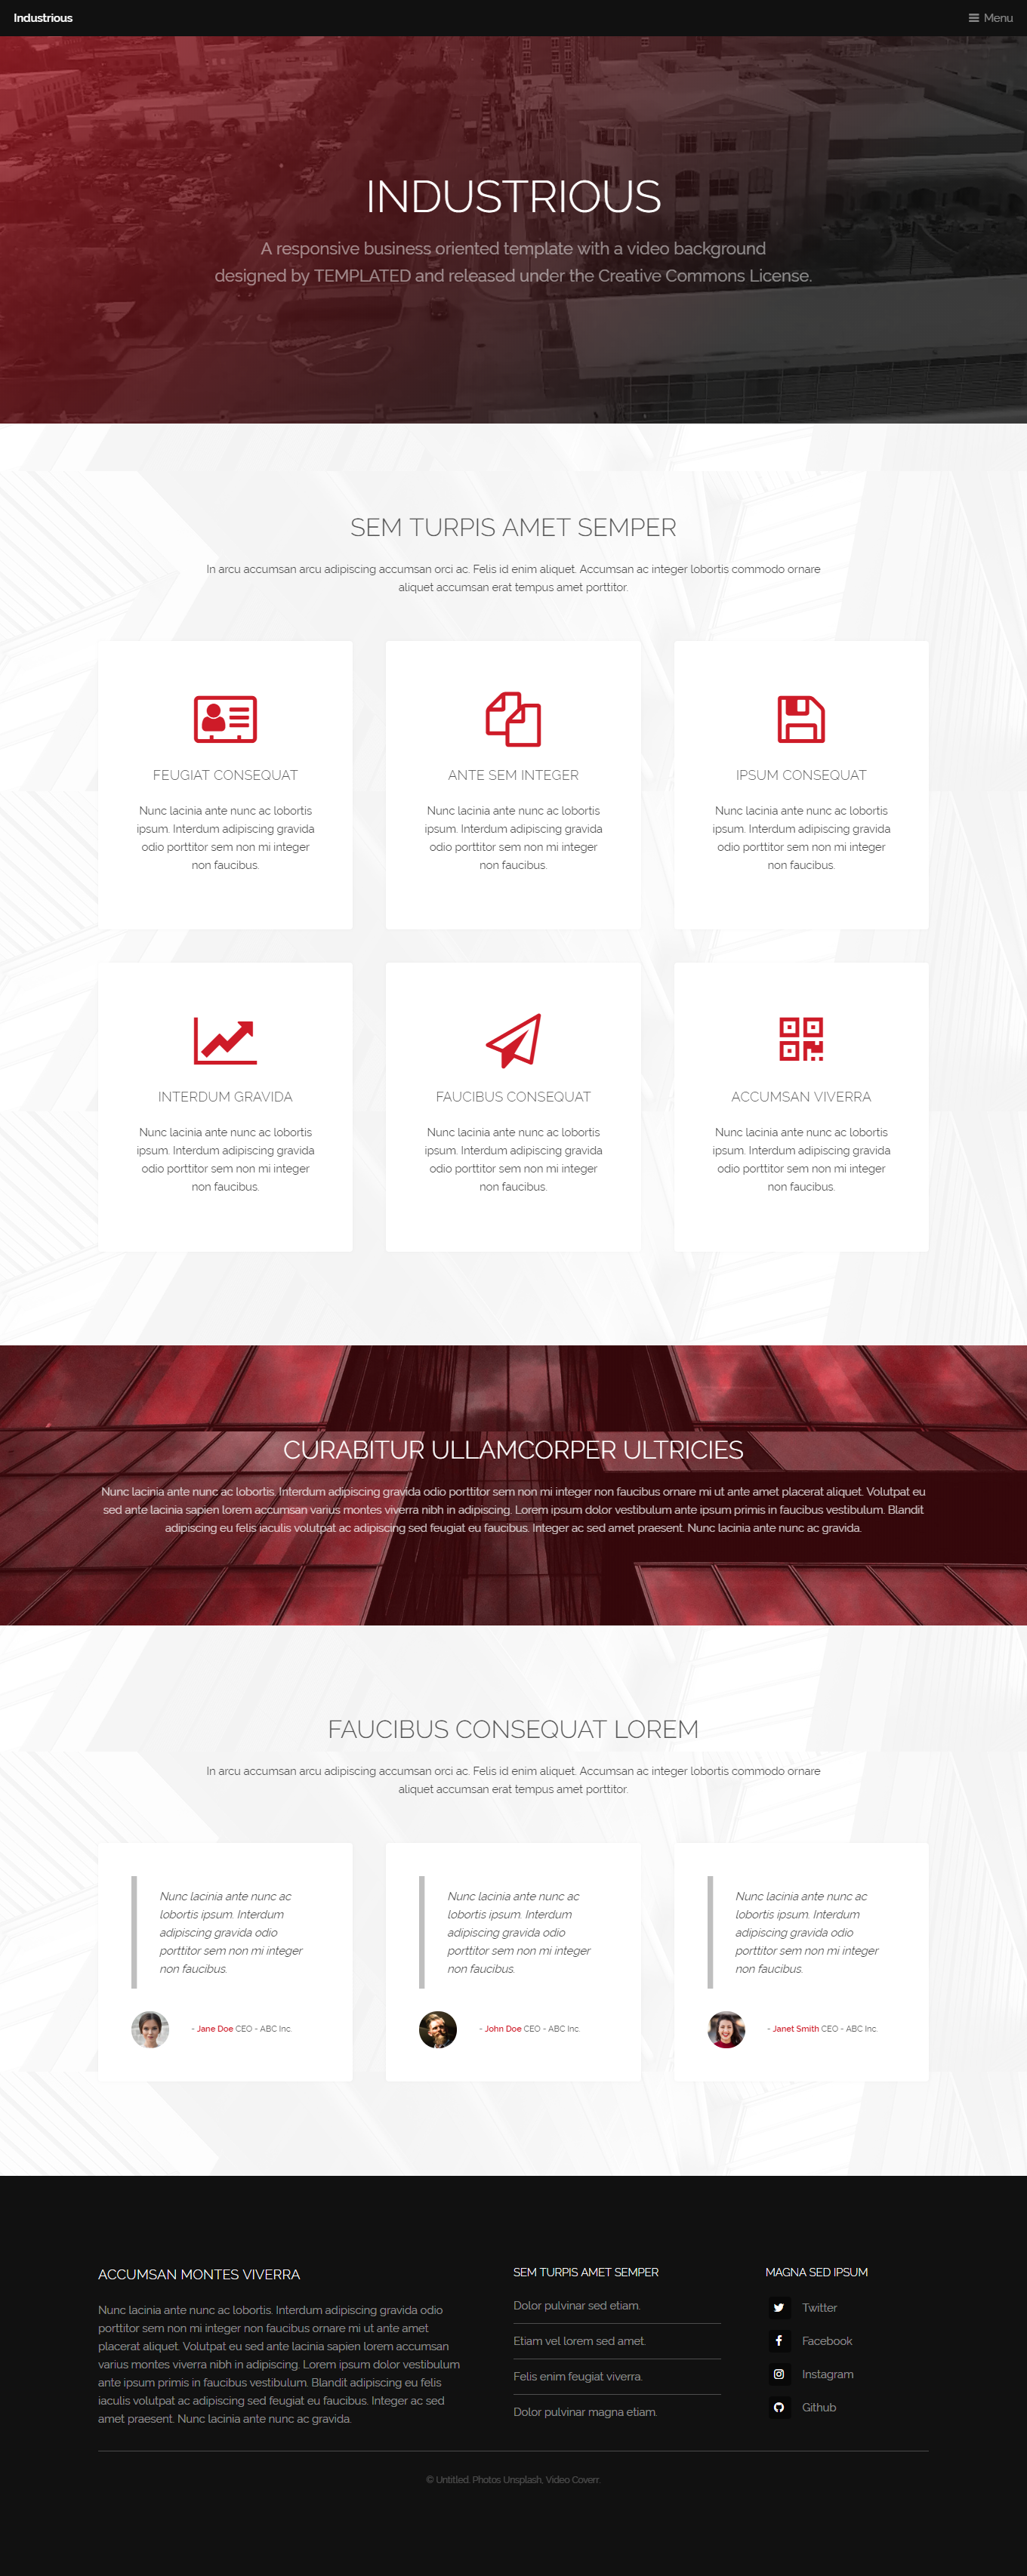 Industrious
Menu
INDUSTRIOUS
A responsive business oriented template with a video background
designed by TEMPLATED and released under the Creative Commons License.
SEM TURPIS AMET SEMPER
In arcu accumsan arcu adipiscing accumsan orci ac. Felis id enim aliquet. Accumsan ac integer lobortis commodo ornare
aliquet accumsan erat tempus amet porttitor.
FEUGIAT CONSEQUAT
Nunc lacinia ante nunc ac lobortis
ipsum. Interdum adipiscing gravida
odio porttitor sem non mi integer
non faucibus.
ANTE SEM INTEGER
Nunc lacinia ante nunc ac lobortis
ipsum. Interdum adipiscing gravida
odio porttitor sem non mi integer
non faucibus.
IPSUM CONSEQUAT
Nunc lacinia ante nunc ac lobortis
ipsum. Interdum adipiscing gravida
odio porttitor sem non mi integer
non faucibus.
INTERDUM GRAVIDA
Nunc lacinia ante nunc ac lobortis
ipsum. Interdum adipiscing gravida
odio porttitor sem non mi integer
non faucibus.
FAUCIBUS CONSEQUAT
Nunc lacinia ante nunc ac lobortis
ipsum. Interdum adipiscing gravida
odio porttitor sem non mi integer
non faucibus.
ACCUMSAN VIVERRA
Nunc lacinia ante nunc ac lobortis
ipsum. Interdum adipiscing gravida
odio porttitor sem non mi integer
non faucibus.
CURABITUR ULLAMCORPER ULTRICIES
Nunc lacinia ante nunc ac lobortis. Interdum adipiscing gravida odio porttitor sem non mi integer non faucibus ornare mi ut ante amet placerat aliquet. Volutpat eu
sed ante lacinia sapien lorem accumsan varius montes viverra nibh in adipiscing. Lorem ipsum dolor vestibulum ante ipsum primis in faucibus vestibulum. Blandit
adipiscing eu felis iaculis volutpat ac adipiscing sed feugiat eu faucibus. Integer ac sed amet praesent. Nunc lacinia ante nunc ac gravida.
FAUCIBUS CONSEQUAT LOREM
In arcu accumsan arcu adipiscing accumsan orci ac. Felis id enim aliquet. Accumsan ac integer lobortis commodo ornare
aliquet accumsan erat tempus amet porttitor.
Nunc lacinia ante nunc ac
lobortis ipsum. Interdum
adipiscing gravida odio
porttitor sem non mi integer
non faucibus.
- Jane Doe CEO - ABC Inc.
Nunc lacinia ante nunc ac
lobortis ipsum. Interdum
adipiscing gravida odio
porttitor sem non mi integer
non faucibus.
- John Doe CEO - ABC Inc.
Nunc lacinia ante nunc ac
lobortis ipsum. Interdum
adipiscing gravida odio
porttitor sem non mi integer
non faucibus.
- Janet Smith CEO - ABC Inc.
ACCUMSAN MONTES VIVERRA
Nunc lacinia ante nunc ac lobortis. Interdum adipiscing gravida odio
porttitor sem non mi integer non faucibus ornare mi ut ante amet
placerat aliquet. Volutpat eu sed ante lacinia sapien lorem accumsan
varius montes viverra nibh in adipiscing. Lorem ipsum dolor vestibulum
ante ipsum primis in faucibus vestibulum. Blandit adipiscing eu felis
iaculis volutpat ac adipiscing sed feugiat eu faucibus. Integer ac sed
amet praesent. Nunc lacinia ante nunc ac gravida.
SEM TURPIS AMET SEMPER
Dolor pulvinar sed etiam.
Etiam vel lorem sed amet.
Felis enim feugiat viverra.
Dolor pulvinar magna etiam.
MAGNA SED IPSUM
Twitter
Facebook
Instagram
Github
© Untitled. Photos Unsplash, Video Coverr.